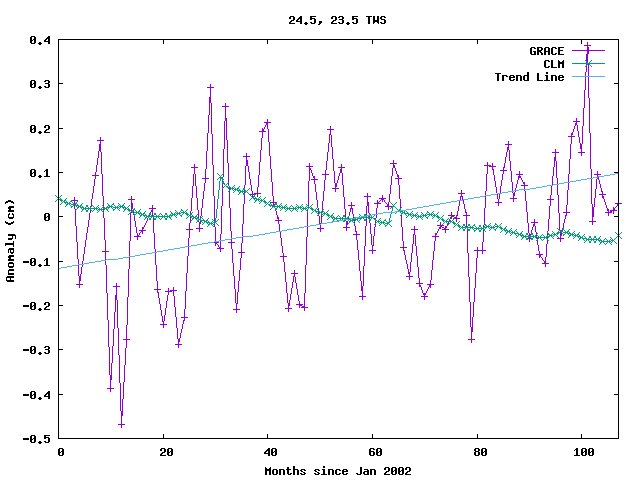 24.5, 23.5 TWS
GRACE
CLM
Trend Line
0.4
0.3
0.2
0.1
0
-0.1
-0.2
-0.3
-0.4
-0.5
Anomaly (cm)
0 20 40 60 80 100
Months since Jan 2002